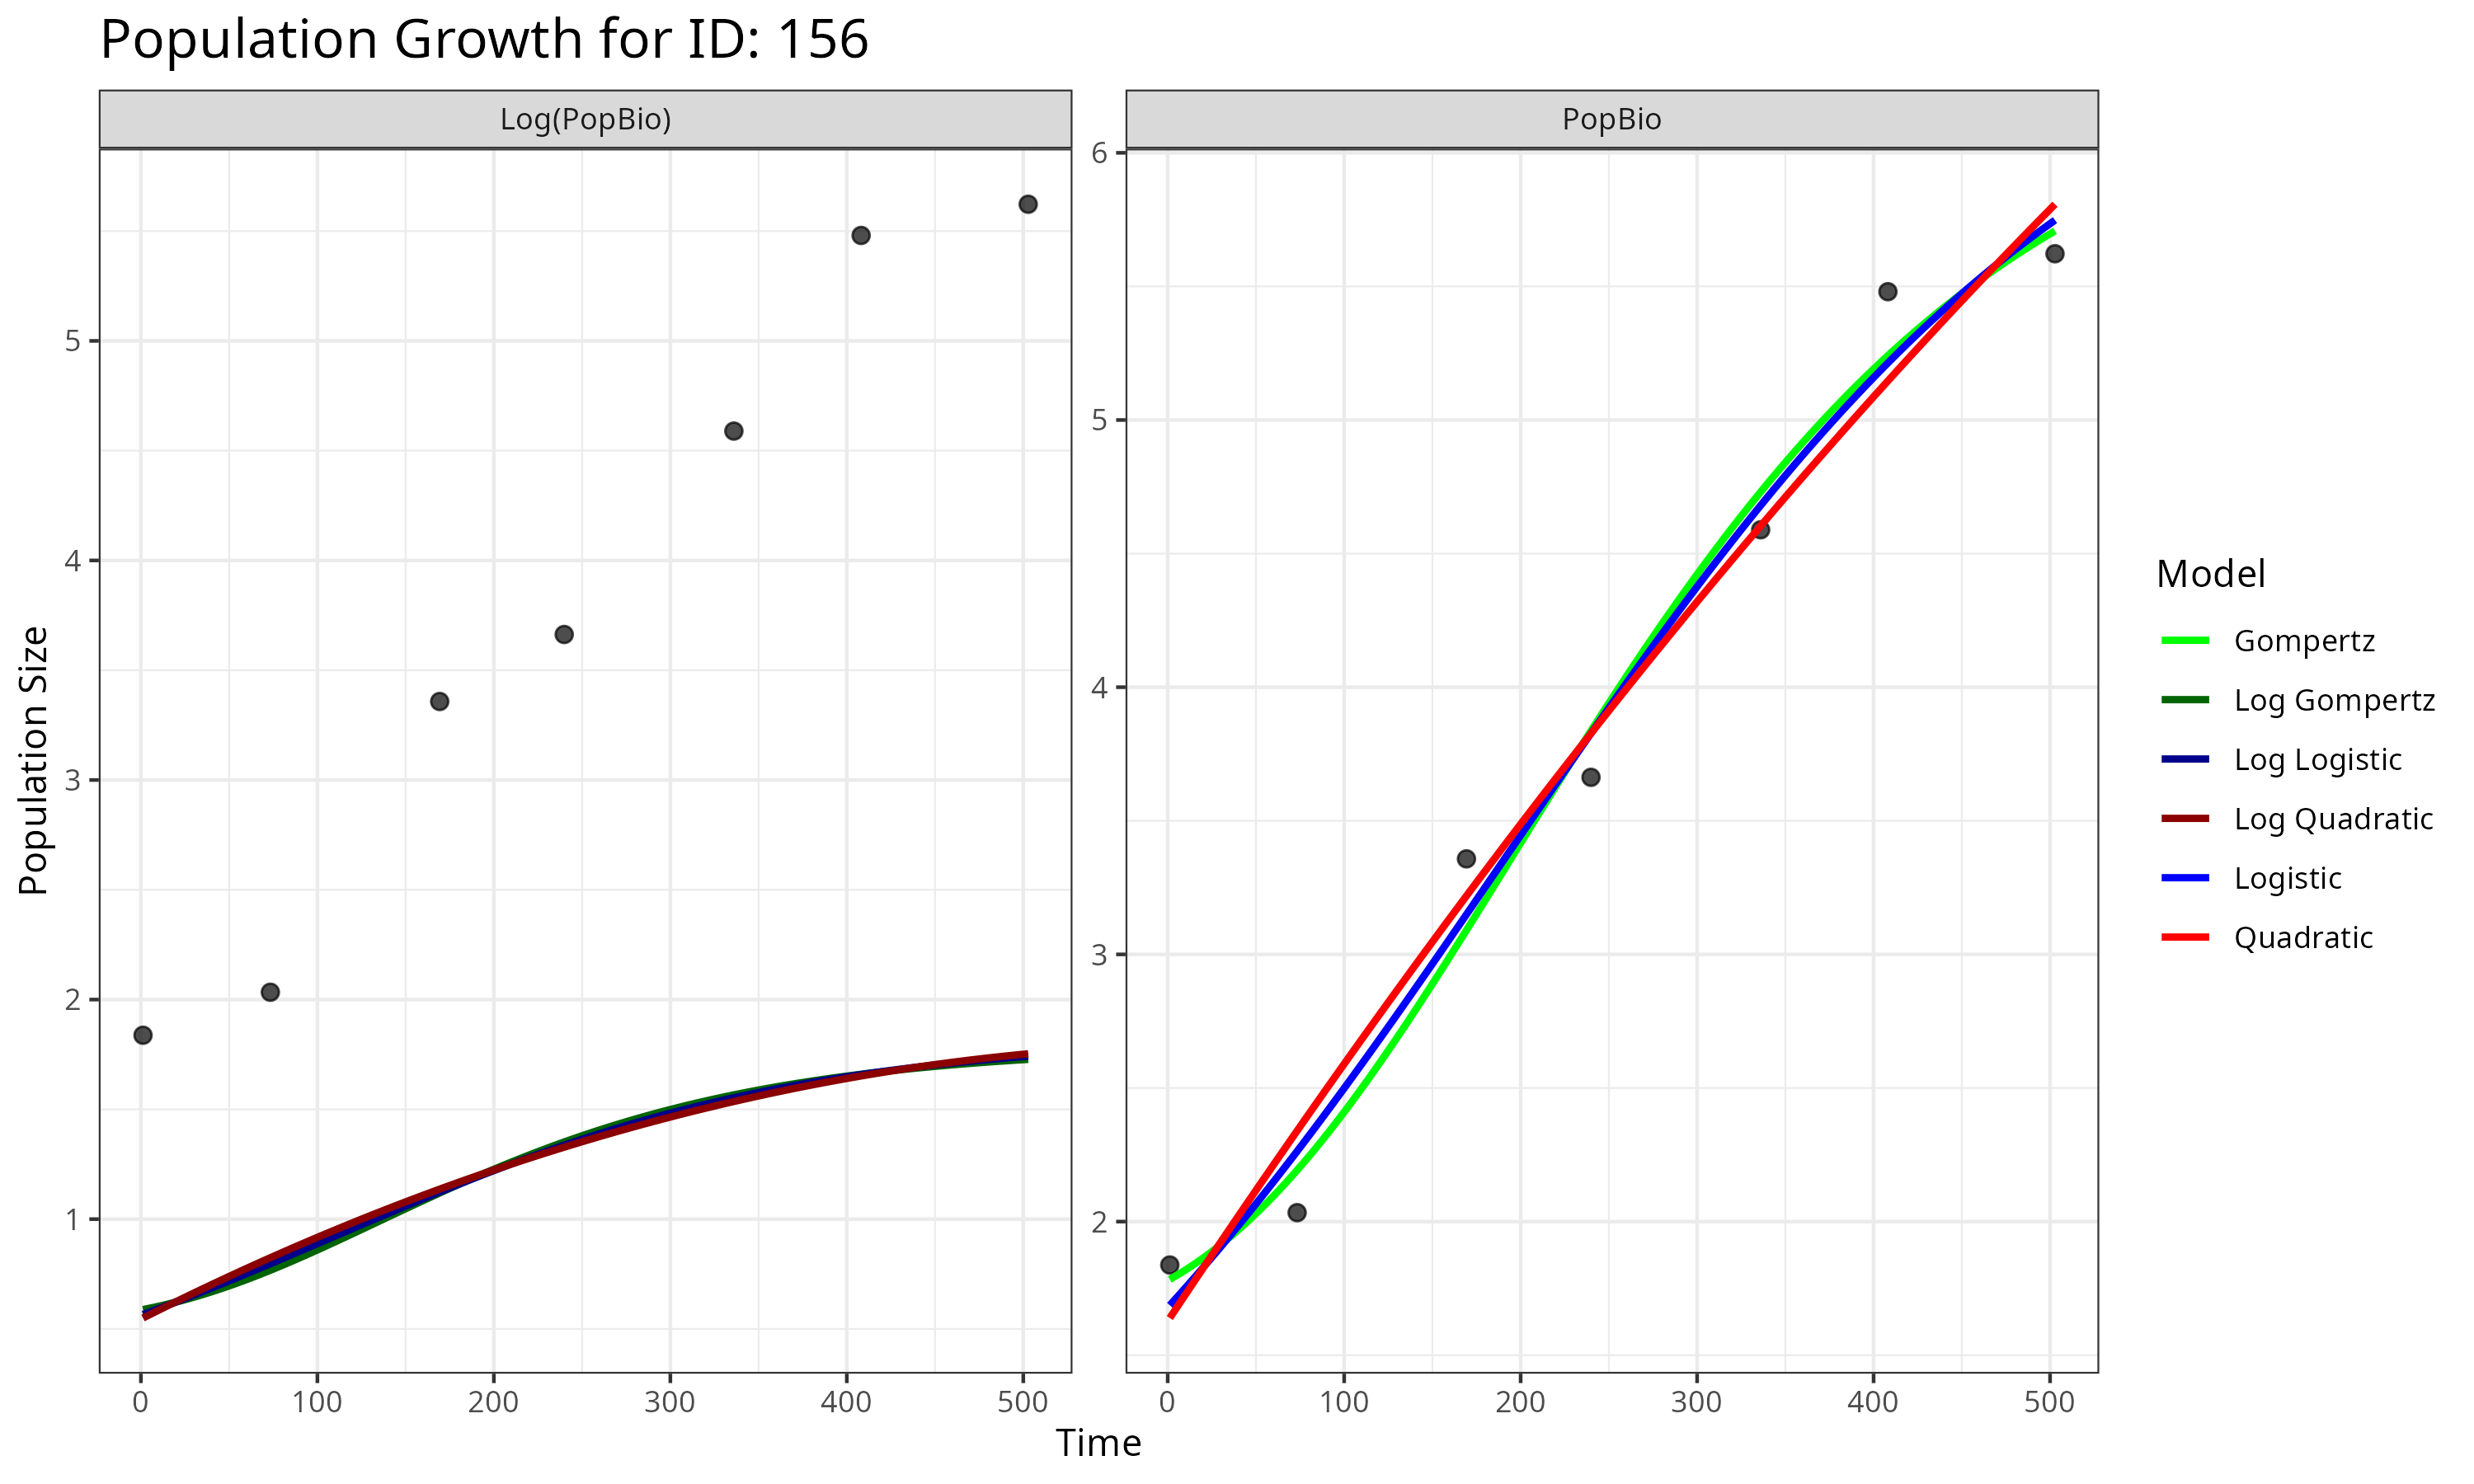 Population Growth for ID: 156
Log(PopBio)
PopBio
Population Size
5
4
3
2
1
6
5
4
3
2
0 100 200 300 400 500
0 100 200 300 400 500
Time
Model
Gompertz
Log Gompertz
Log Logistic
Log Quadratic
Logistic
Quadratic